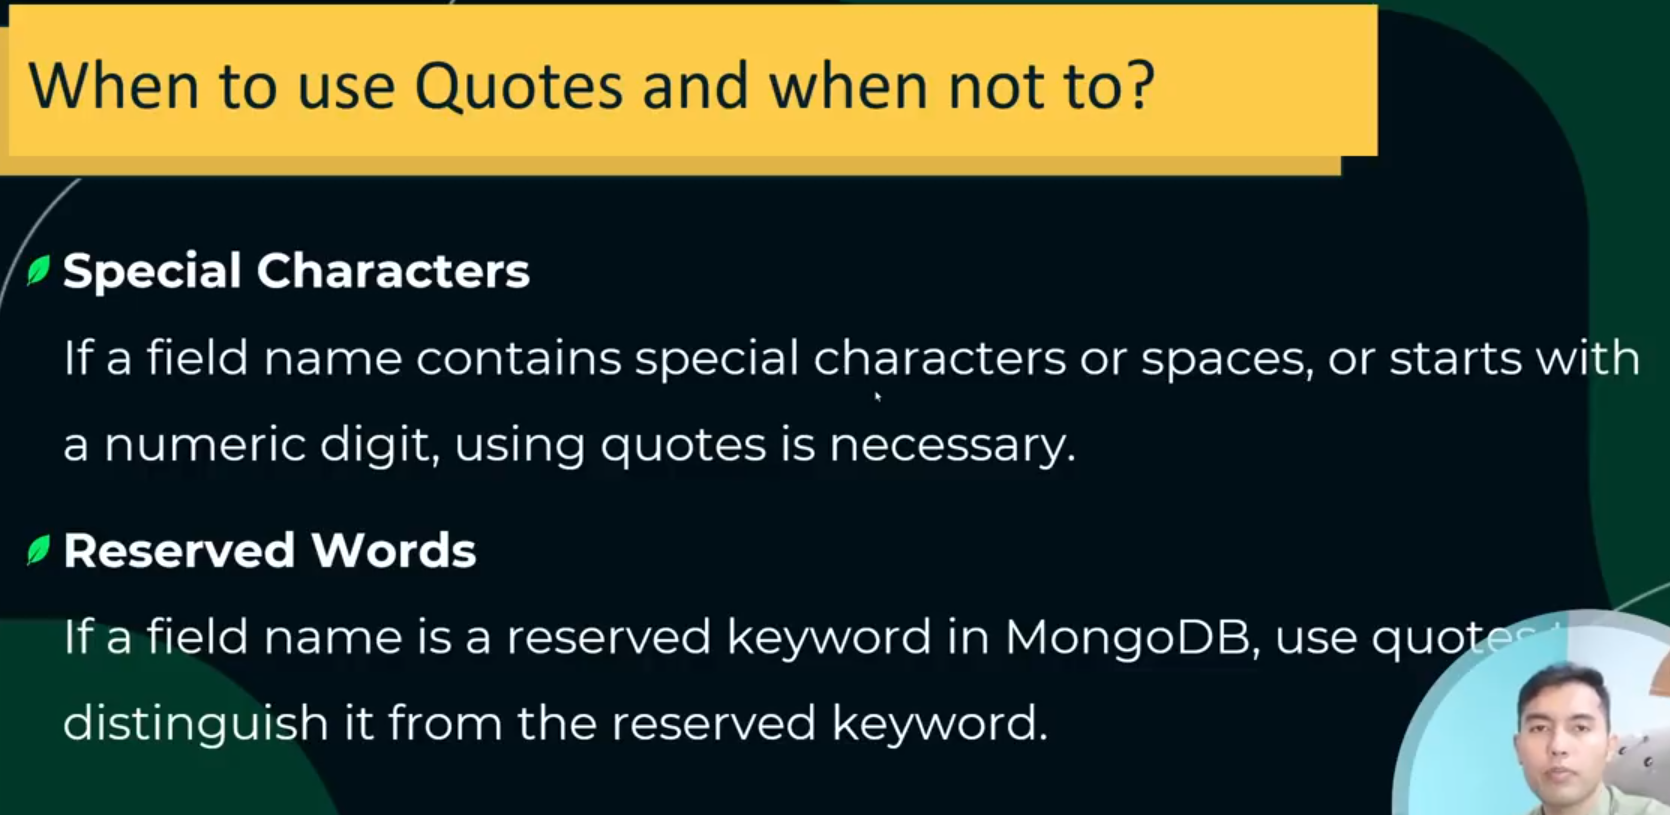 When to use Quotes and when not to?
Special Characters
If a field name contains special characters or spaces, or starts with
a numeric digit, using quotes is necessary.
Reserved Words
If a field name is a reserved keyword in MongoDB, use quotes
distinguish it from the reserved keyword.